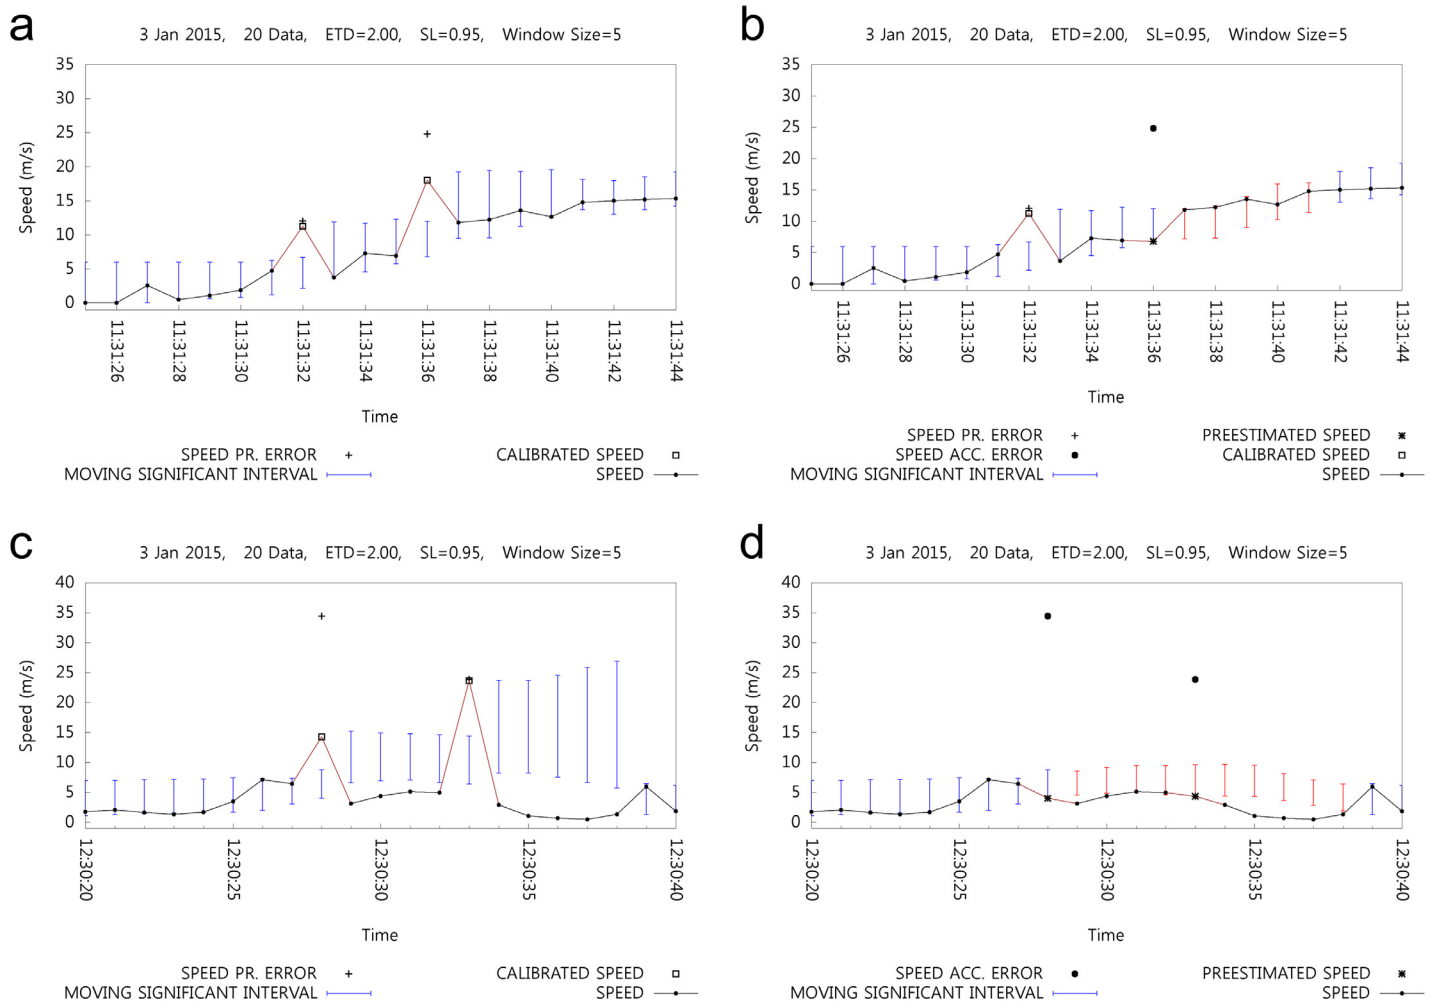 a
3 Jan 2015, 20 Data, ETD=2.00, SL=0.95, Window Size=5
35
30
25
20
15
10
5
0
Speed (m/s)
11:31:26 11:31:28 11:31:30 11:31:32 11:31:34 11:31:36 11:31:38 11:31:40 11:31:42 11:31:44
Time
SPEED PR. ERROR CALIBRATED SPEED
MOVING SIGNIFICANT INTERVAL SPEED
b
3 Jan 2015, 20 Data, ETD=2.00, SL=0.95, Window Size=5
35
30
25
20
15
10
5
0
Speed (m/s)
11:31:26 11:31:28 11:31:30 11:31:32 11:31:34 11:31:36 11:31:38 11:31:40 11:31:42 11:31:44
Time
SPEED PR. ERROR PREESTIMATED SPEED
SPEED ACC. ERROR CALIBRATED SPEED
MOVING SIGNIFICANT INTERVAL SPEED
c
3 Jan 2015, 20 Data, ETD=2.00, SL=0.95, Window Size=5
40
35
30
25
20
15
10
5
0
Speed (m/s)
12:30:20 12:30:25 12:30:30 12:30:35 12:30:40
Time
SPEED PR. ERROR CALIBRATED SPEED
MOVING SIGNIFICANT INTERVAL SPEED
d
3 Jan 2015, 20 Data, ETD=2.00, SL=0.95, Window Size=5
40
35
30
25
20
15
10
5
0
Speed (m/s)
12:30:20 12:30:25 12:30:30 12:30:35 12:30:40
Time
SPEED ACC. ERROR PREESTIMATED SPEED
MOVING SIGNIFICANT INTERVAL SPEED